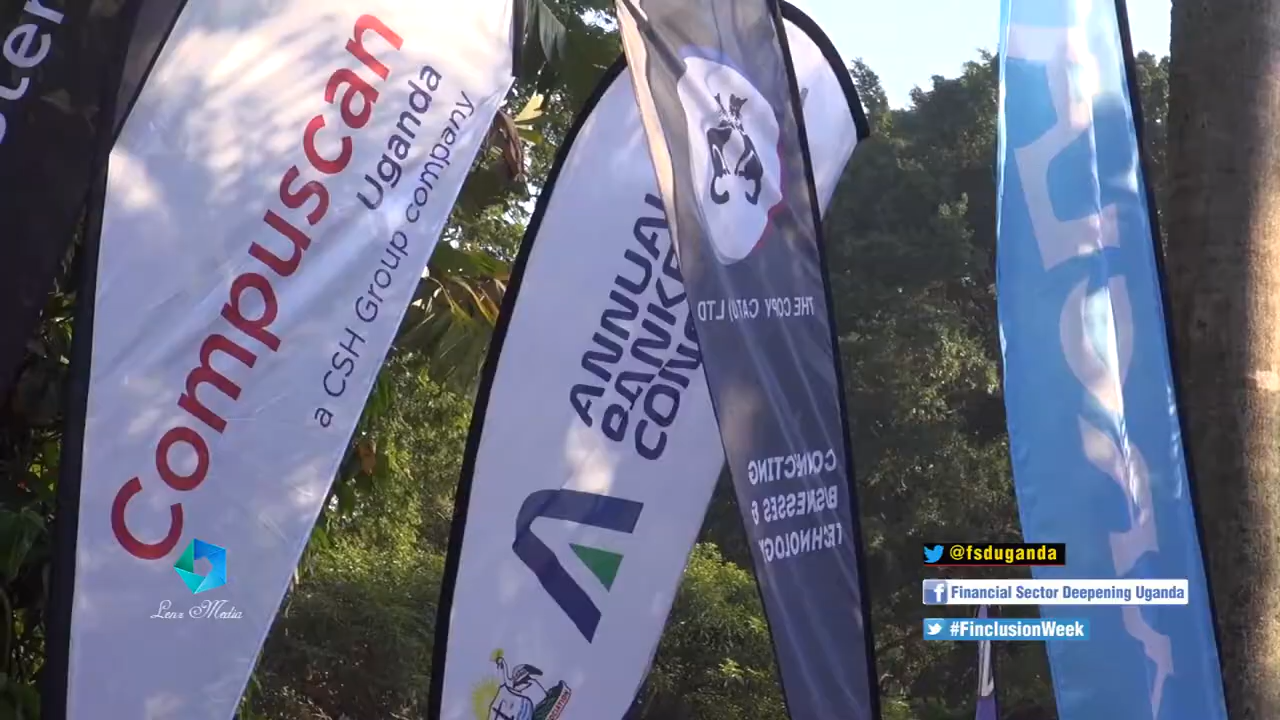 Compuscan
Uganda
a CSH Group company
ANNUAL
BANKE
CON
THE COPY CAT(U) LTD
CONNECTING
BUSINESSES &
TECHNOLOGY
Lenz Media
@fsduganda
Financial Sector Deepening Uganda
#FinclusionWeek